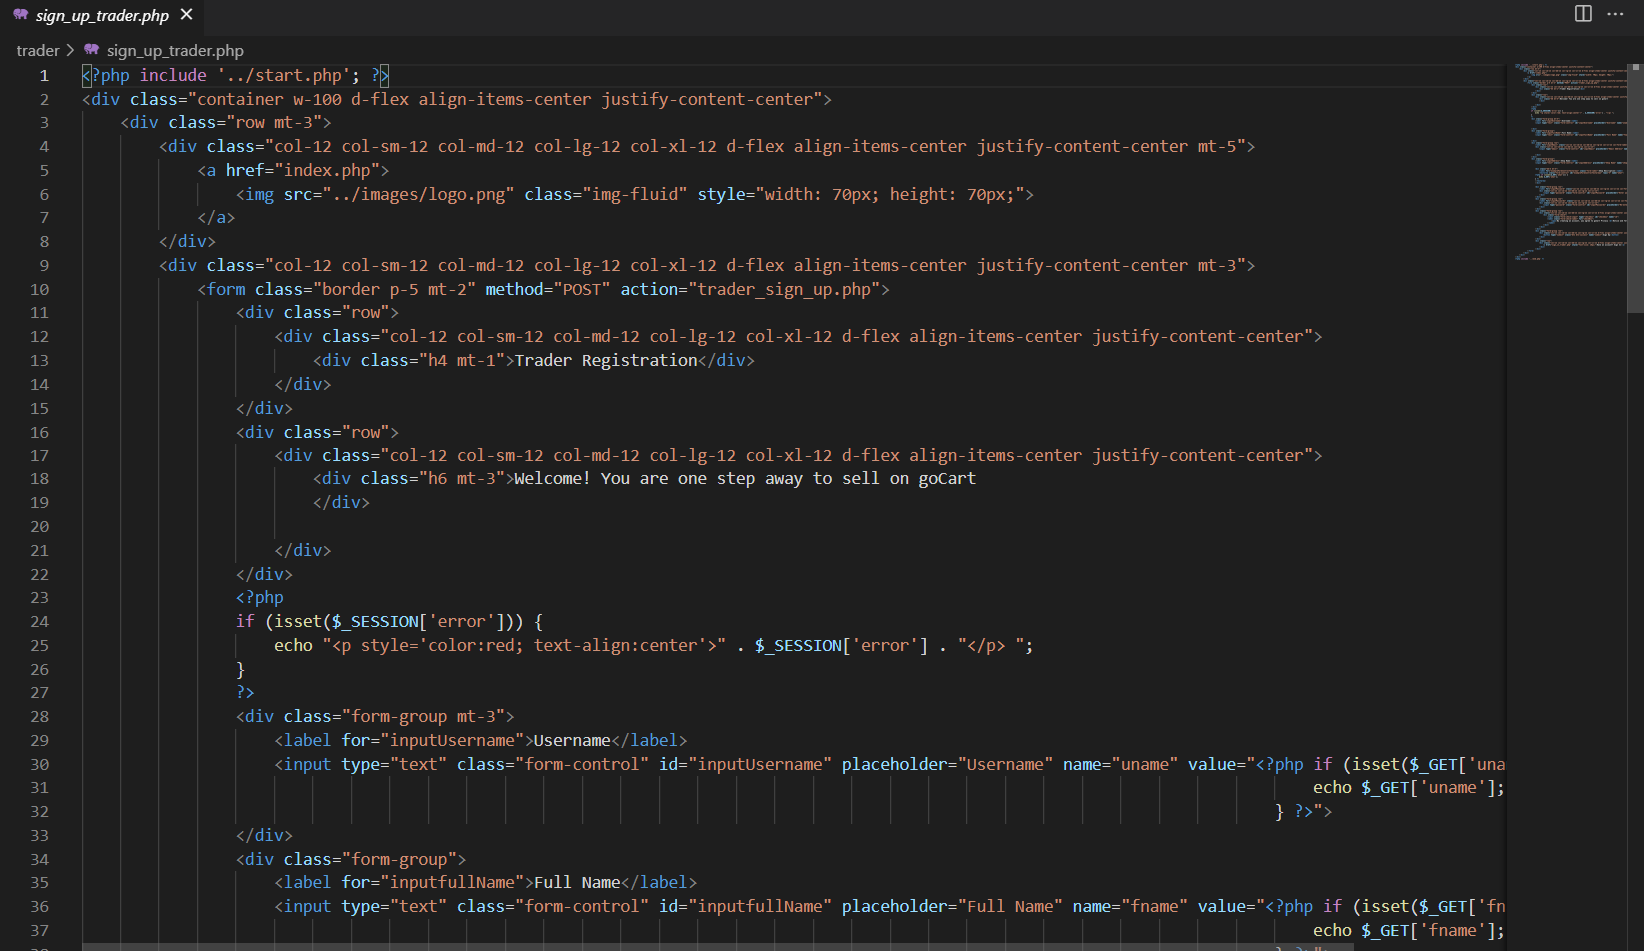 sign_up_trader.php
trader > sign_up_trader.php
1 <?php include '../start.php'; ?>
2 <div class="container w-100 d-flex align-items-center justify-content-center">
3 <div class="row mt-3">
4 <div class="col-12 col-sm-12 col-md-12 col-lg-12 col-xl-12 d-flex align-items-center justify-content-center mt-5">
5 <a href="index.php">
6 <img src="../images/logo.png" class="img-fluid" style="width: 70px; height: 70px;">
7 </a>
8 </div>
9 <div class="col-12 col-sm-12 col-md-12 col-lg-12 col-xl-12 d-flex align-items-center justify-content-center mt-3">
10 <form class="border p-5 mt-2" method="POST" action="trader_sign_up.php">
11 <div class="row">
12 <div class="col-12 col-sm-12 col-md-12 col-lg-12 col-xl-12 d-flex align-items-center justify-content-center">
13 <div class="h4 mt-1">Trader Registration</div>
14 </div>
15 </div>
16 <div class="row">
17 <div class="col-12 col-sm-12 col-md-12 col-lg-12 col-xl-12 d-flex align-items-center justify-content-center">
18 <div class="h6 mt-3">Welcome! You are one step away to sell on goCart
19 </div>
20
21 </div>
22 </div>
23 <?php
24 if (isset($_SESSION['error'])) {
25 echo "<p style='color:red; text-align:center'>" . $_SESSION['error'] . "</p> ";
26 }
27 ?>
28 <div class="form-group mt-3">
29 <label for="inputUsername">Username</label>
30 <input type="text" class="form-control" id="inputUsername" placeholder="Username" name="uname" value="<?php if (isset($_GET['una
31 echo $_GET['uname'];
32 } ?>">
33 </div>
34 <div class="form-group">
35 <label for="inputfullName">Full Name</label>
36 <input type="text" class="form-control" id="inputfullName" placeholder="Full Name" name="fname" value="<?php if (isset($_GET['fn
37 echo $_GET['fname'];